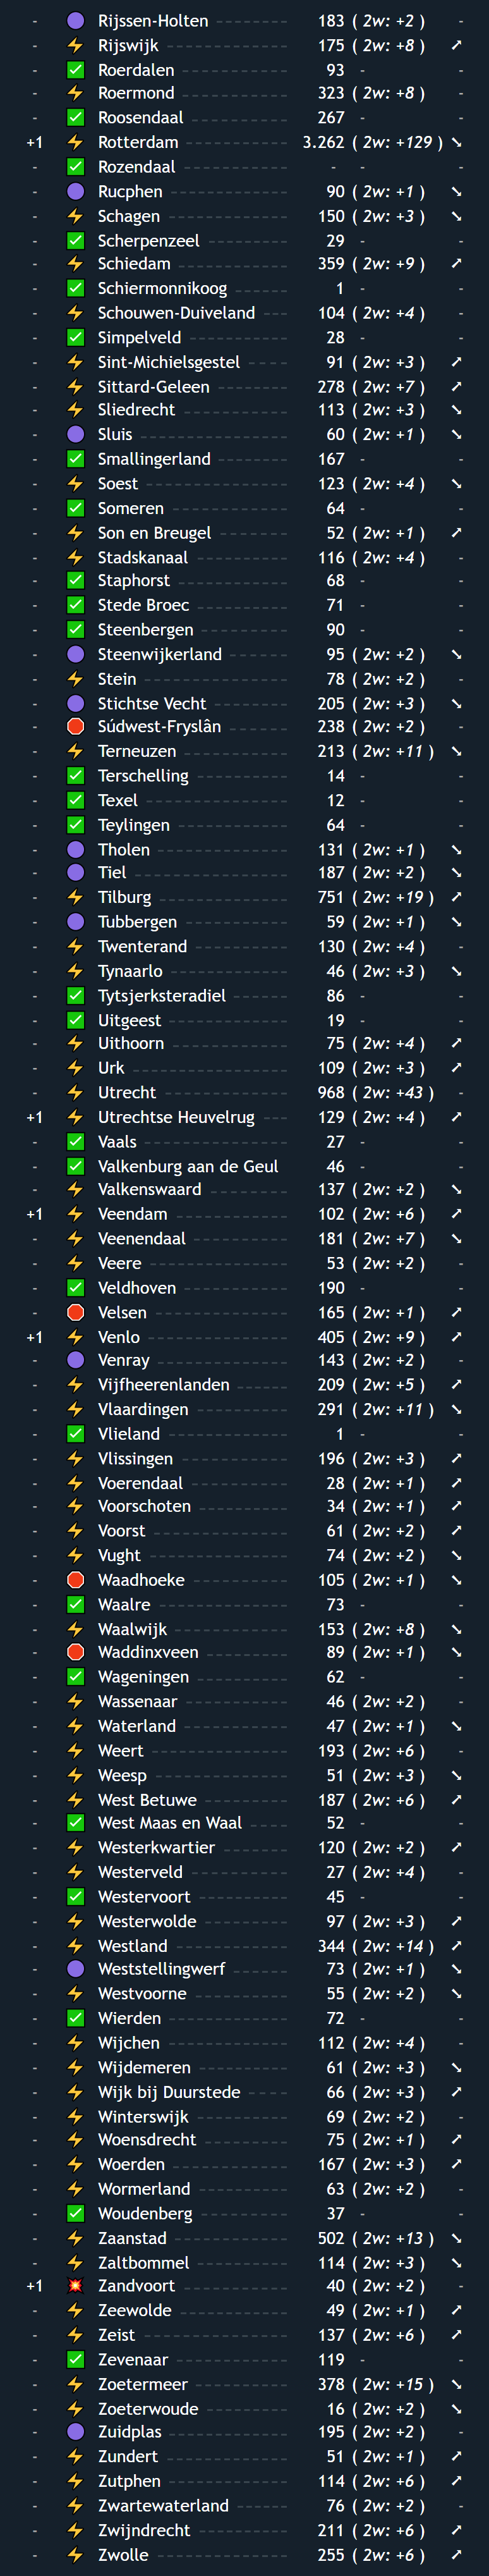 - Rijssen-Holten 183 ( 2w: +2 ) -
- Rijswijk 175 ( 2w: +8 ) ➚
- Roerdalen 93 - -
- Roermond 323 ( 2w: +8 ) -
- Roosendaal 267 - -
+1 Rotterdam 3.262 ( 2w: +129 ) ➘
- Rozendaal - - -
- Rucphen 90 ( 2w: +1 ) ➘
- Schagen 150 ( 2w: +3 ) ➘
- Scherpenzeel 29 - -
- Schiedam 359 ( 2w: +9 ) ➚
- Schiermonnikoog 1 - -
- Schouwen-Duiveland 104 ( 2w: +4 ) -
- Simpelveld 28 - -
- Sint-Michielsgestel 91 ( 2w: +3 ) ➚
- Sittard-Geleen 278 ( 2w: +7 ) ➚
- Sliedrecht 113 ( 2w: +3 ) ➘
- Sluis 60 ( 2w: +1 ) ➘
- Smallingerland 167 - -
- Soest 123 ( 2w: +4 ) ➘
- Someren 64 - -
- Son en Breugel 52 ( 2w: +1 ) ➚
- Stadskanaal 116 ( 2w: +4 ) -
- Staphorst 68 - -
- Stede Broec 71 - -
- Steenbergen 90 - -
- Steenwijkerland 95 ( 2w: +2 ) ➘
- Stein 78 ( 2w: +2 ) -
- Stichtse Vecht 205 ( 2w: +3 ) ➘
- Súdwest-Fryslân 238 ( 2w: +2 ) -
- Terneuzen 213 ( 2w: +11 ) ➘
- Terschelling 14 - -
- Texel 12 - -
- Teylingen 64 - -
- Tholen 131 ( 2w: +1 ) ➘
- Tiel 187 ( 2w: +2 ) ➘
- Tilburg 751 ( 2w: +19 ) ➚
- Tubbergen 59 ( 2w: +1 ) ➘
- Twenterand 130 ( 2w: +4 ) -
- Tynaarlo 46 ( 2w: +3 ) ➘
- Tytsjerksteradiel 86 - -
- Uitgeest 19 - -
- Uithoorn 75 ( 2w: +4 ) ➚
- Urk 109 ( 2w: +3 ) ➚
- Utrecht 968 ( 2w: +43 ) -
+1 Utrechtse Heuvelrug 129 ( 2w: +4 ) ➚
- Vaals 27 - -
- Valkenburg aan de Geul 46 - -
- Valkenswaard 137 ( 2w: +2 ) ➘
+1 Veendam 102 ( 2w: +6 ) ➚
- Veenendaal 181 ( 2w: +7 ) ➘
- Veere 53 ( 2w: +2 ) -
- Veldhoven 190 - -
- Velsen 165 ( 2w: +1 ) ➚
+1 Venlo 405 ( 2w: +9 ) ➚
- Venray 143 ( 2w: +2 ) -
- Vijfheerenlanden 209 ( 2w: +5 ) ➚
- Vlaardingen 291 ( 2w: +11 ) ➘
- Vlieland 1 - -
- Vlissingen 196 ( 2w: +3 ) ➚
- Voerendaal 28 ( 2w: +1 ) ➚
- Voorschoten 34 ( 2w: +1 ) ➚
- Voorst 61 ( 2w: +2 ) ➚
- Vught 74 ( 2w: +2 ) ➘
- Waadhoeke 105 ( 2w: +1 ) ➘
- Waalre 73 - -
- Waalwijk 153 ( 2w: +8 ) ➘
- Waddinxveen 89 ( 2w: +1 ) ➘
- Wageningen 62 - -
- Wassenaar 46 ( 2w: +2 ) -
- Waterland 47 ( 2w: +1 ) ➘
- Weert 193 ( 2w: +6 ) -
- Weesp 51 ( 2w: +3 ) ➘
- West Betuwe 187 ( 2w: +6 ) ➚
- West Maas en Waal 52 - -
- Westerkwartier 120 ( 2w: +2 ) ➚
- Westerveld 27 ( 2w: +4 ) -
- Westervoort 45 - -
- Westerwolde 97 ( 2w: +3 ) ➚
- Westland 344 ( 2w: +14 ) ➚
- Weststellingwerf 73 ( 2w: +1 ) ➘
- Westvoorne 55 ( 2w: +2 ) ➘
- Wierden 72 - -
- Wijchen 112 ( 2w: +4 ) -
- Wijdemeren 61 ( 2w: +3 ) ➘
- Wijk bij Duurstede 66 ( 2w: +3 ) ➚
- Winterswijk 69 ( 2w: +2 ) -
- Woensdrecht 75 ( 2w: +1 ) ➚
- Woerden 167 ( 2w: +3 ) ➚
- Wormerland 63 ( 2w: +2 ) -
- Woudenberg 37 - -
- Zaanstad 502 ( 2w: +13 ) ➘
- Zaltbommel 114 ( 2w: +3 ) ➘
+1 Zandvoort 40 ( 2w: +2 ) -
- Zeewolde 49 ( 2w: +1 ) ➚
- Zeist 137 ( 2w: +6 ) ➚
- Zevenaar 119 - -
- Zoetermeer 378 ( 2w: +15 ) ➘
- Zoeterwoude 16 ( 2w: +2 ) ➘
- Zuidplas 195 ( 2w: +2 ) -
- Zundert 51 ( 2w: +1 ) ➚
- Zutphen 114 ( 2w: +6 ) ➚
- Zwartewaterland 76 ( 2w: +2 ) -
- Zwijndrecht 211 ( 2w: +6 ) ➚
- Zwolle 255 ( 2w: +6 ) ➚